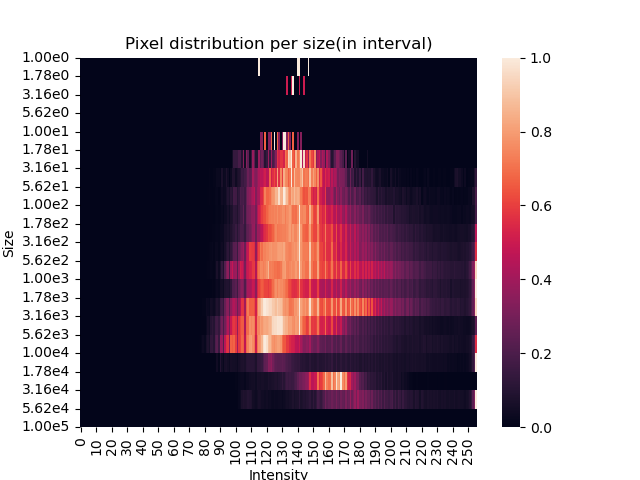 Pixel distribution per size(in interval)
1.00e0
1.78e0
3.16e0
5.62e0
1.00e1
1.78e1
3.16e1
5.62e1
1.00e2
1.78e2
3.16e2
5.62e2
1.00e3
1.78e3
3.16e3
5.62e3
1.00e4
1.78e4
3.16e4
5.62e4
1.00e5
Size
0 10 20 30 40 50 60 70 80 90 100 110 120 130 140 150 160 170 180 190 200 210 220 230 240 250
Intensity
1.0
0.8
0.6
0.4
0.2
0.0